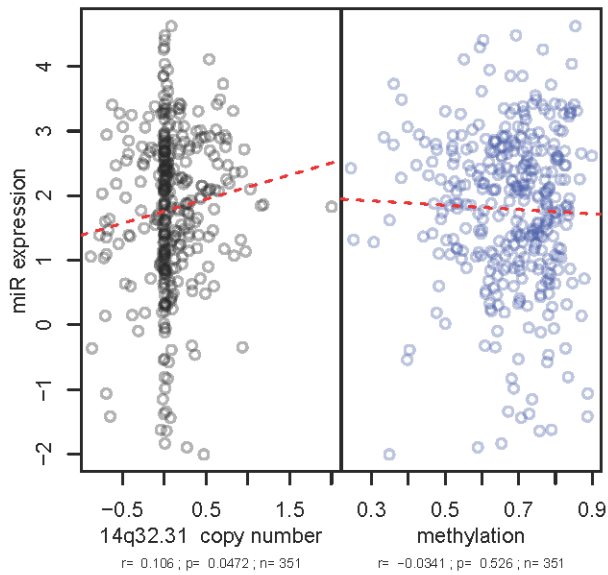 miR expression
4
3
2
1
0
−1
−2
−0.5 0.5 1.5
0.3 0.5 0.7 0.9
14q32.31 copy number
methylation
r= 0.106 ; p= 0.0472 ; n= 351
r= −0.0341 ; p= 0.526 ; n= 351